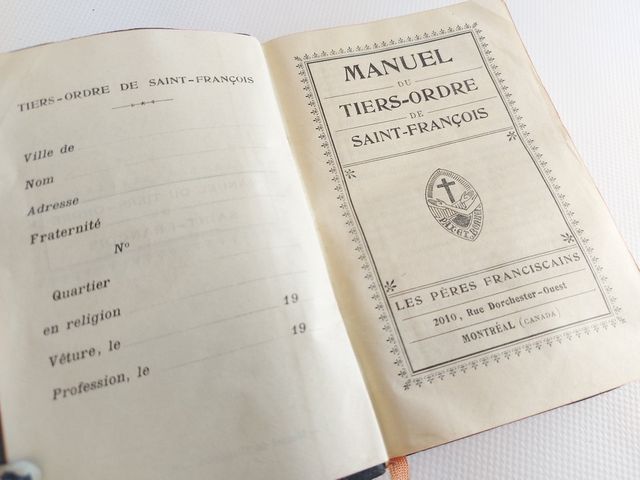 TIERS-ORDRE DE SAINT-FRANÇOIS
Ville de
Nom
Adresse
Fraternité
No
Quartier
en religion
Vêture, le 19
Profession, le 19
MANUEL
DU
TIERS-ORDRE
DE
SAINT-FRANÇOIS
LES PÈRES FRANCISCAINS
2010, Rue Dorchester-Ouest
MONTRÉAL (CANADA)